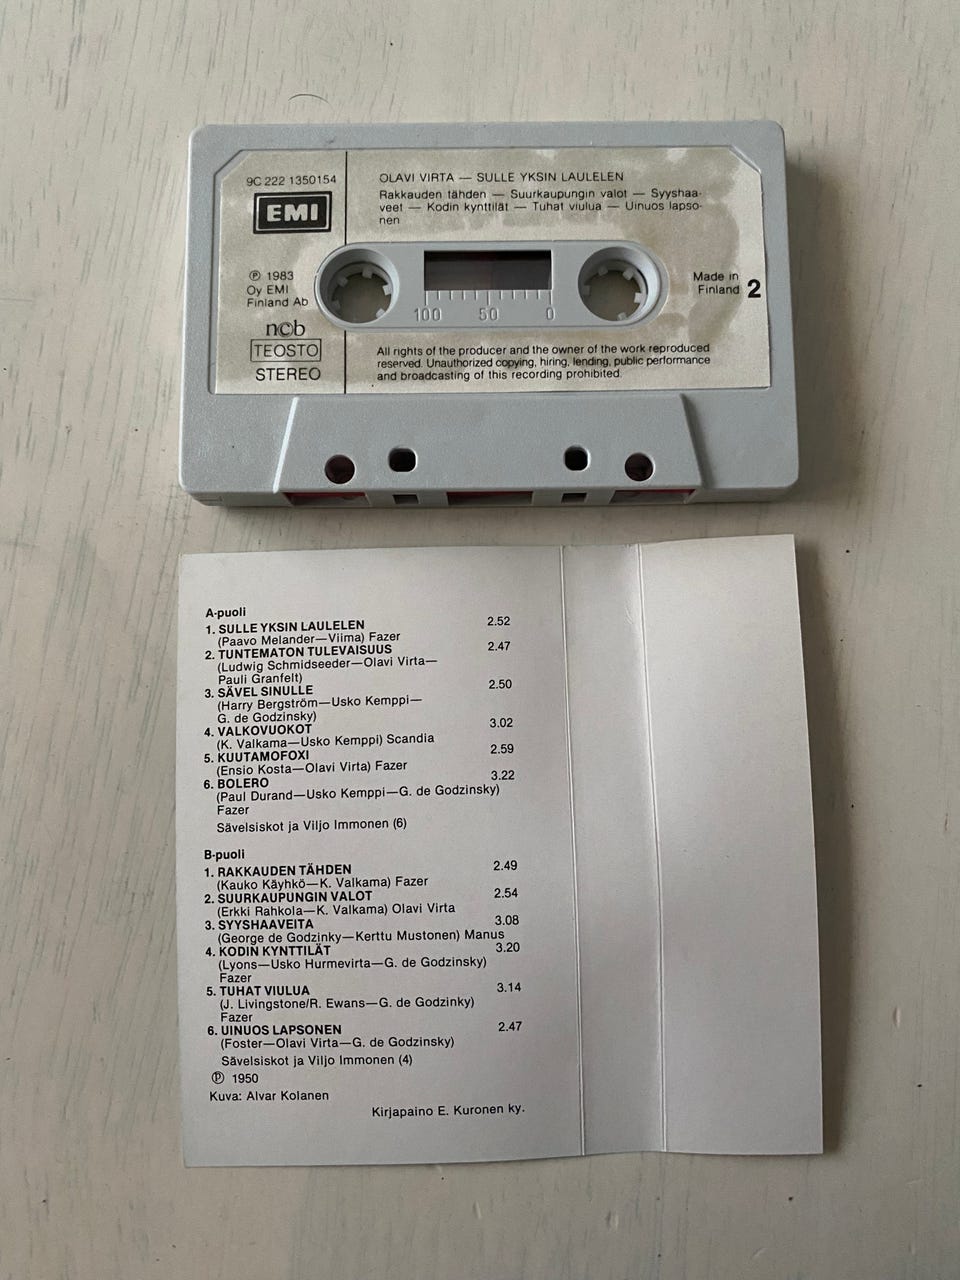 9C 222 1350154
EMI
℗ 1983
Oy EMI
Finland Ab
ncb
TEOSTO
STEREO
OLAVI VIRTA — SULLE YKSIN LAULELEN
Rakkauden tähden — Suurkaupungin valot — Syyshaa-
veet — Kodin kynttilät — Tuhat viulua — Uinuos lapso-
nen
100 50 0
Made in
Finland 2
All rights of the producer and the owner of the work reproduced
reserved. Unauthorized copying, hiring, lending, public performance
and broadcasting of this recording prohibited.
A-puoli
1. SULLE YKSIN LAULELEN 2.52
(Paavo Melander—Viima) Fazer
2. TUNTEMATON TULEVAISUUS 2.47
(Ludwig Schmidseeder—Olavi Virta—
Pauli Granfelt)
3. SÄVEL SINULLE 2.50
(Harry Bergström—Usko Kemppi—
G. de Godzinsky)
4. VALKOVUOKOT 3.02
(K. Valkama—Usko Kemppi) Scandia
5. KUUTAMOFOXI 2.59
(Ensio Kosta—Olavi Virta) Fazer
6. BOLERO 3.22
(Paul Durand—Usko Kemppi—G. de Godzinsky)
Fazer
Sävelsiskot ja Viljo Immonen (6)
B-puoli
1. RAKKAUDEN TÄHDEN 2.49
(Kauko Käyhkö—K. Valkama) Fazer
2. SUURKAUPUNGIN VALOT 2.54
(Erkki Rahkola—K. Valkama) Olavi Virta
3. SYYSHAAVEITA 3.08
(George de Godzinky—Kerttu Mustonen) Manus
4. KODIN KYNTTILÄT 3.20
(Lyons—Usko Hurmevirta—G. de Godzinsky)
Fazer
5. TUHAT VIULUA 3.14
(J. Livingstone/R. Ewans—G. de Godzinky)
Fazer
6. UINUOS LAPSONEN 2.47
(Foster—Olavi Virta—G. de Godzinsky)
Sävelsiskot ja Viljo Immonen (4)
℗ 1950
Kuva: Alvar Kolanen
Kirjapaino E. Kuronen ky.